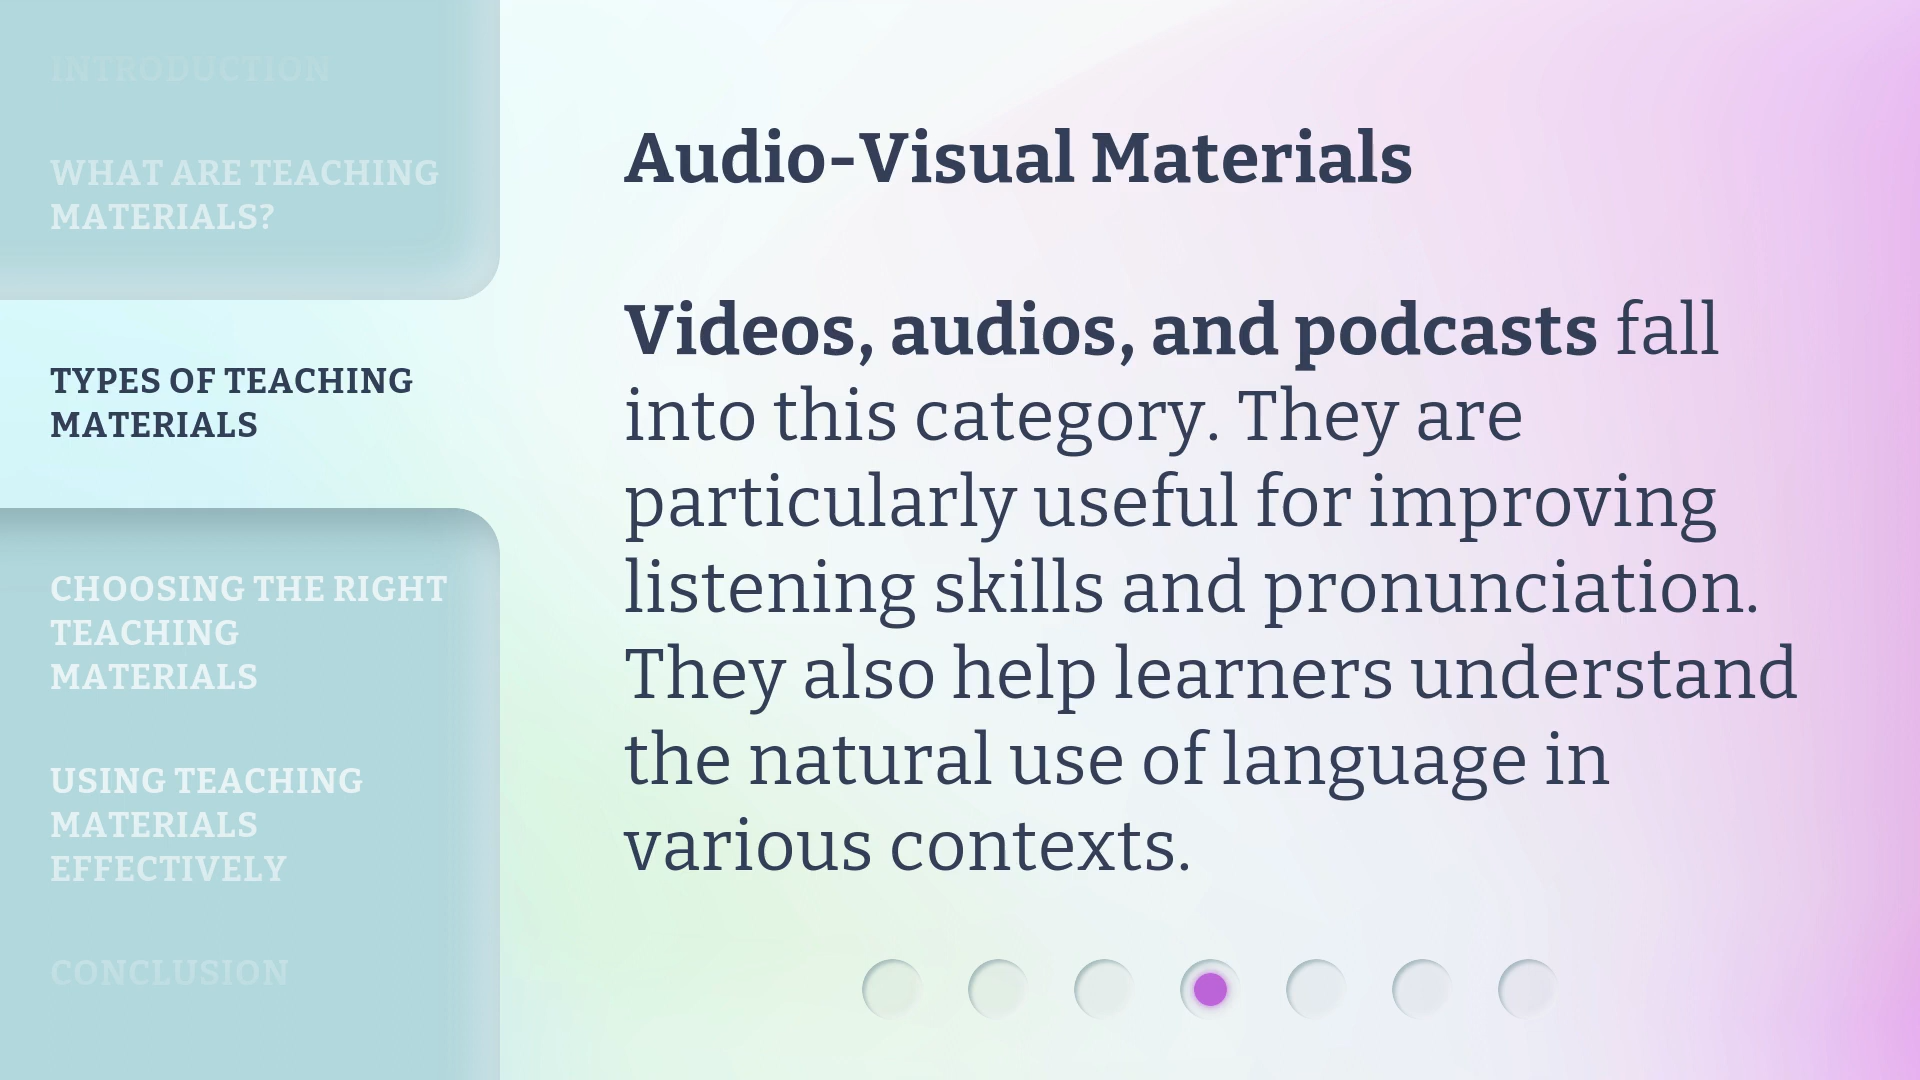 INTRODUCTION
WHAT ARE TEACHING
MATERIALS?
TYPES OF TEACHING
MATERIALS
CHOOSING THE RIGHT
TEACHING
MATERIALS
USING TEACHING
MATERIALS
EFFECTIVELY
CONCLUSION
Audio-Visual Materials
Videos, audios, and podcasts fall
into this category. They are
particularly useful for improving
listening skills and pronunciation.
They also help learners understand
the natural use of language in
various contexts.